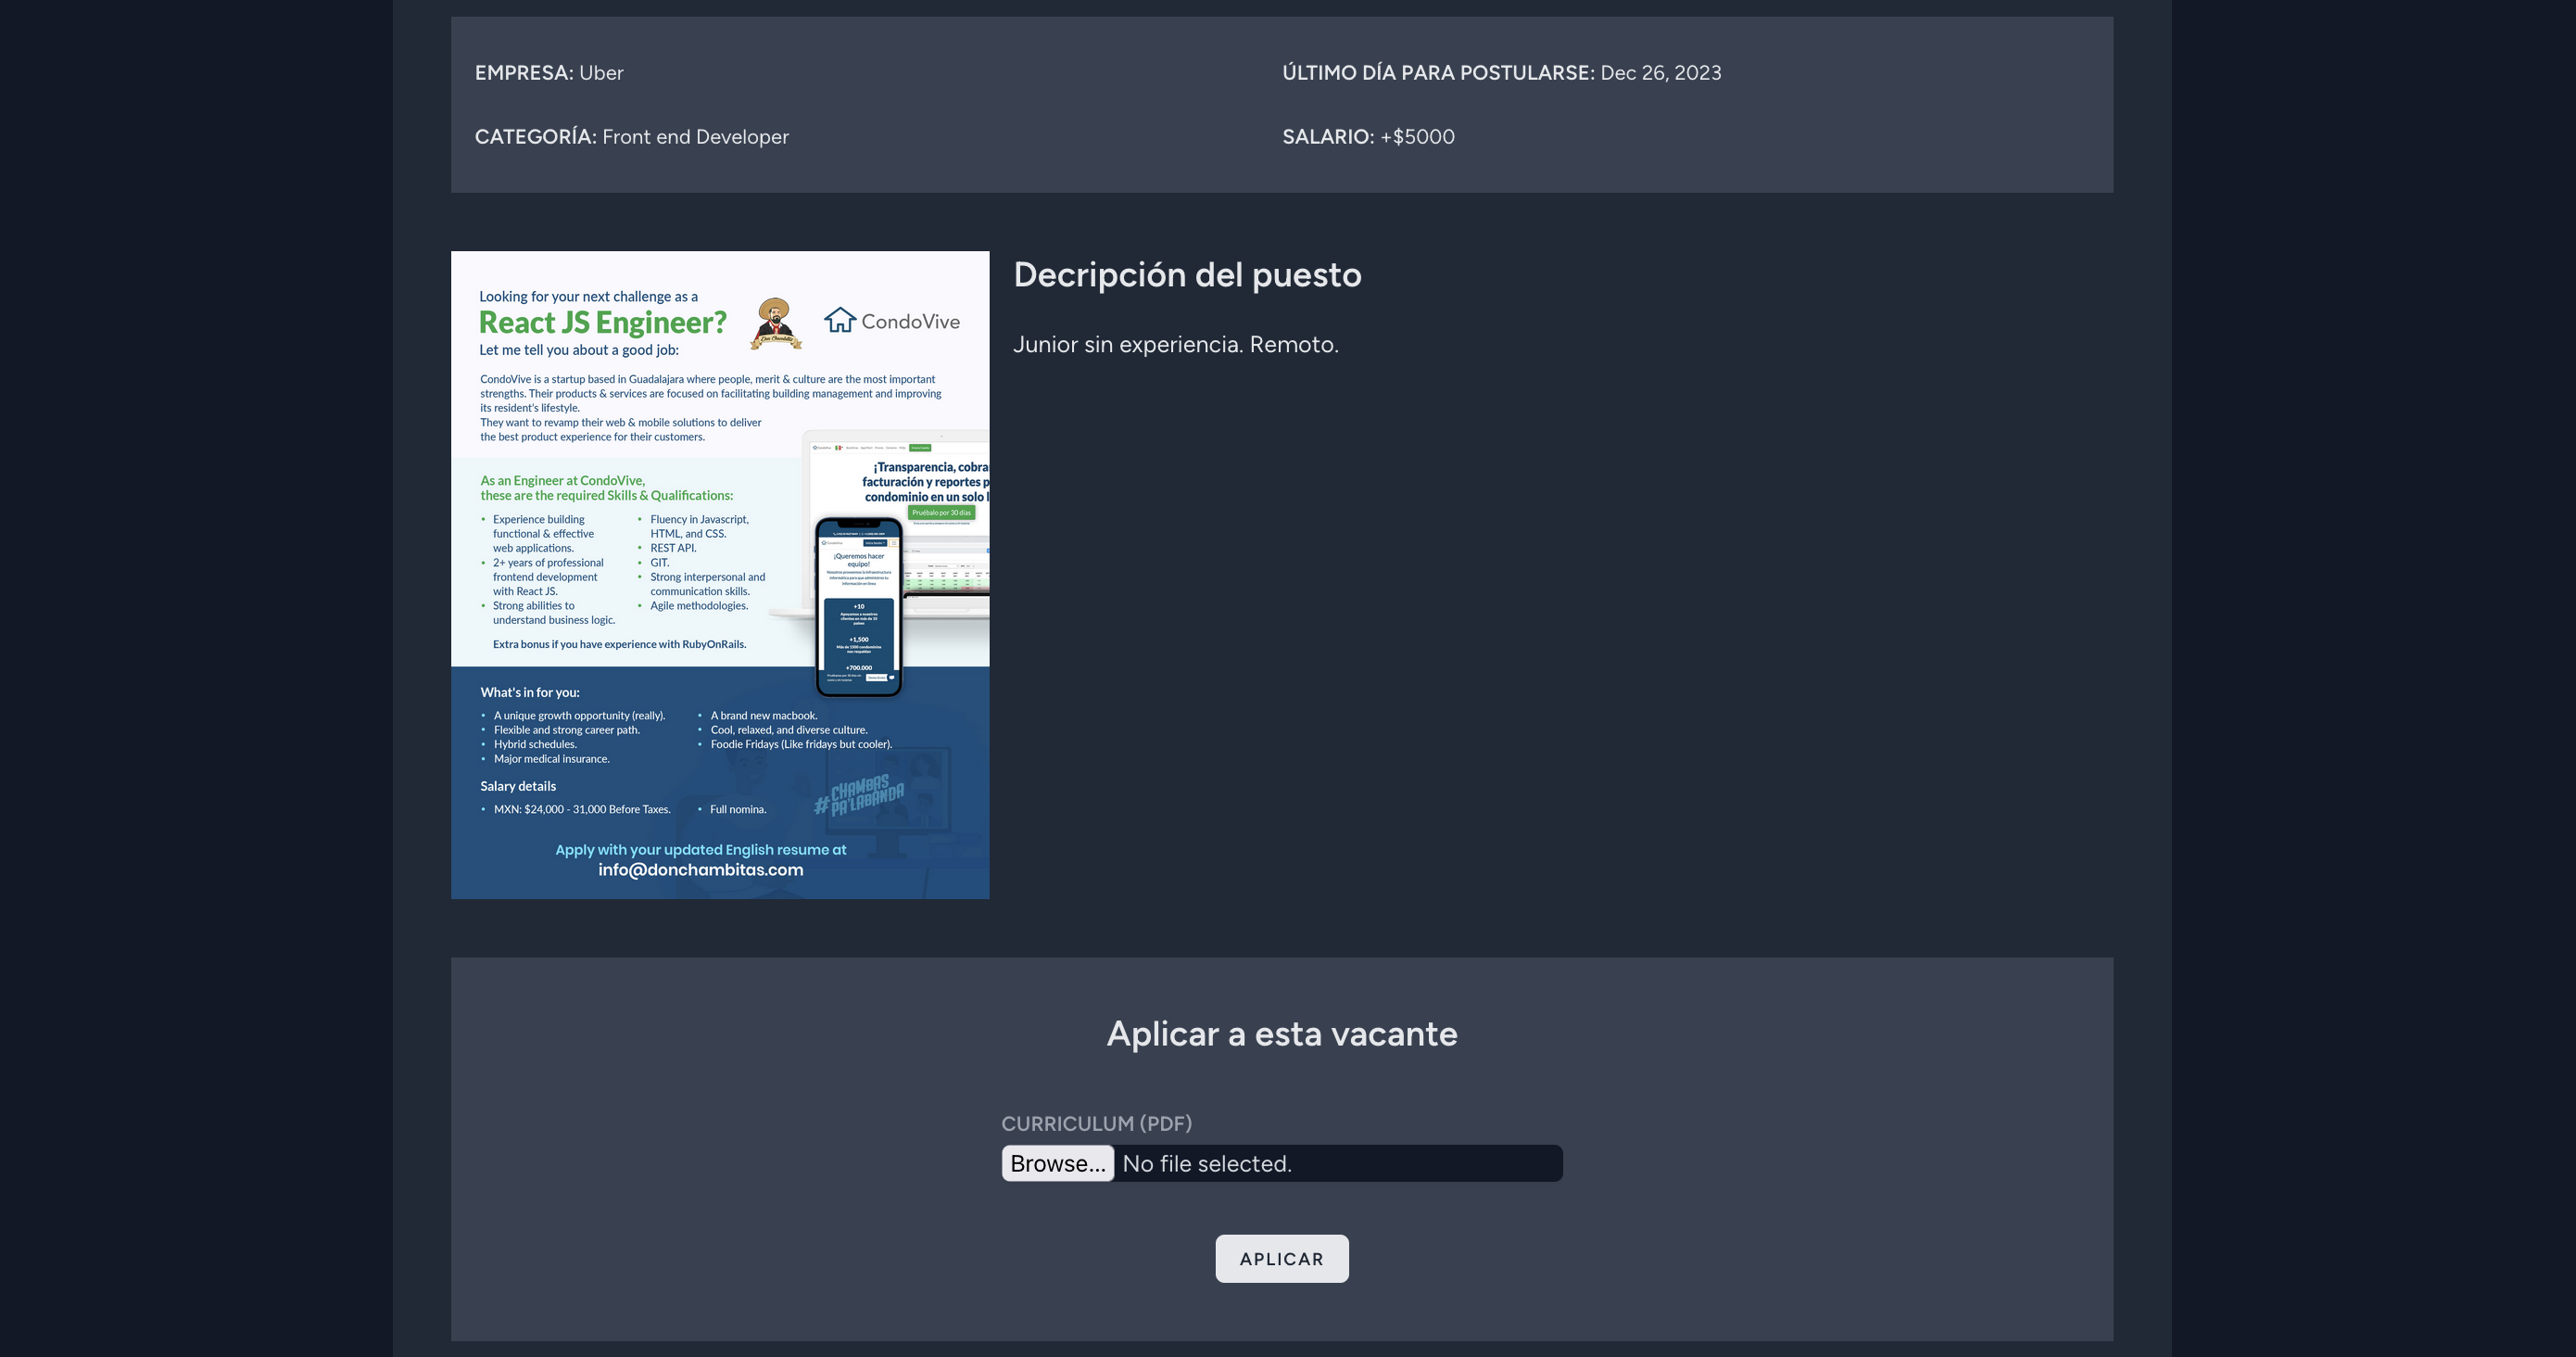 EMPRESA: Uber
ÚLTIMO DÍA PARA POSTULARSE: Dec 26, 2023
CATEGORÍA: Front end Developer
SALARIO: +$5000
Looking for your next challenge as a
React JS Engineer?
Let me tell you about a good job:
Don Chambitas
CondoVive
CondoVive is a startup based in Guadalajara where people, merit & culture are the most important
strengths. Their products & services are focused on facilitating building management and improving
its resident's lifestyle.
They want to revamp their web & mobile solutions to deliver
the best product experience for their customers.
As an Engineer at CondoVive,
these are the required Skills & Qualifications:
• Experience building
functional & effective
web applications.
• 2+ years of professional
frontend development
with React JS.
• Strong abilities to
understand business logic.
• Fluency in Javascript,
HTML, and CSS.
• REST API.
• GIT.
• Strong interpersonal and
communication skills.
• Agile methodologies.
Extra bonus if you have experience with RubyOnRails.
¡Transparencia, cobra
facturación y reportes p
condominio en un solo l
Pruébalo por 30 días
¡Queremos hacer
equipo!
+10
+1,500
+700,000
What's in for you:
• A unique growth opportunity (really).
• Flexible and strong career path.
• Hybrid schedules.
• Major medical insurance.
• A brand new macbook.
• Cool, relaxed, and diverse culture.
• Foodie Fridays (Like fridays but cooler).
Salary details
• MXN: $24,000 - 31,000 Before Taxes.
• Full nomina.
#CHAMBAS
PA'LABANDA
Apply with your updated English resume at
info@donchambitas.com
Decripción del puesto
Junior sin experiencia. Remoto.
Aplicar a esta vacante
CURRICULUM (PDF)
Browse... No file selected.
APLICAR